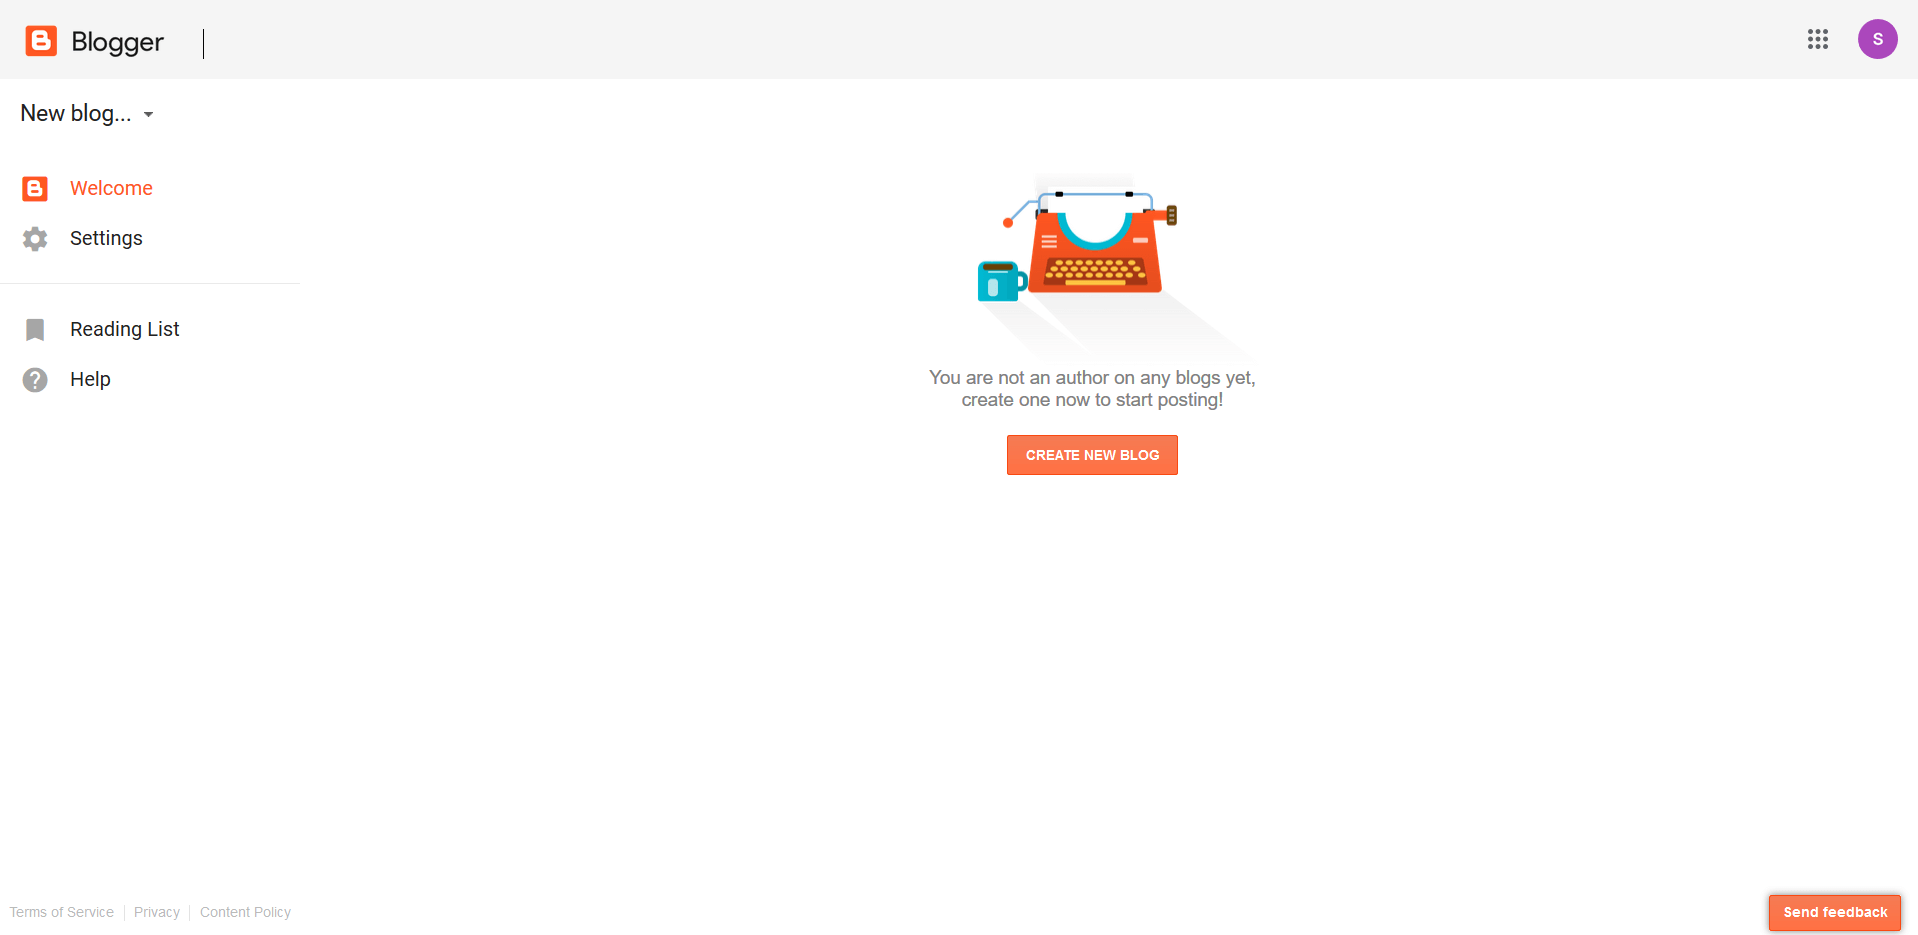 Blogger
S
New blog...
Welcome
Settings
Reading List
Help
You are not an author on any blogs yet,
create one now to start posting!
CREATE NEW BLOG
Terms of Service Privacy Content Policy
Send feedback